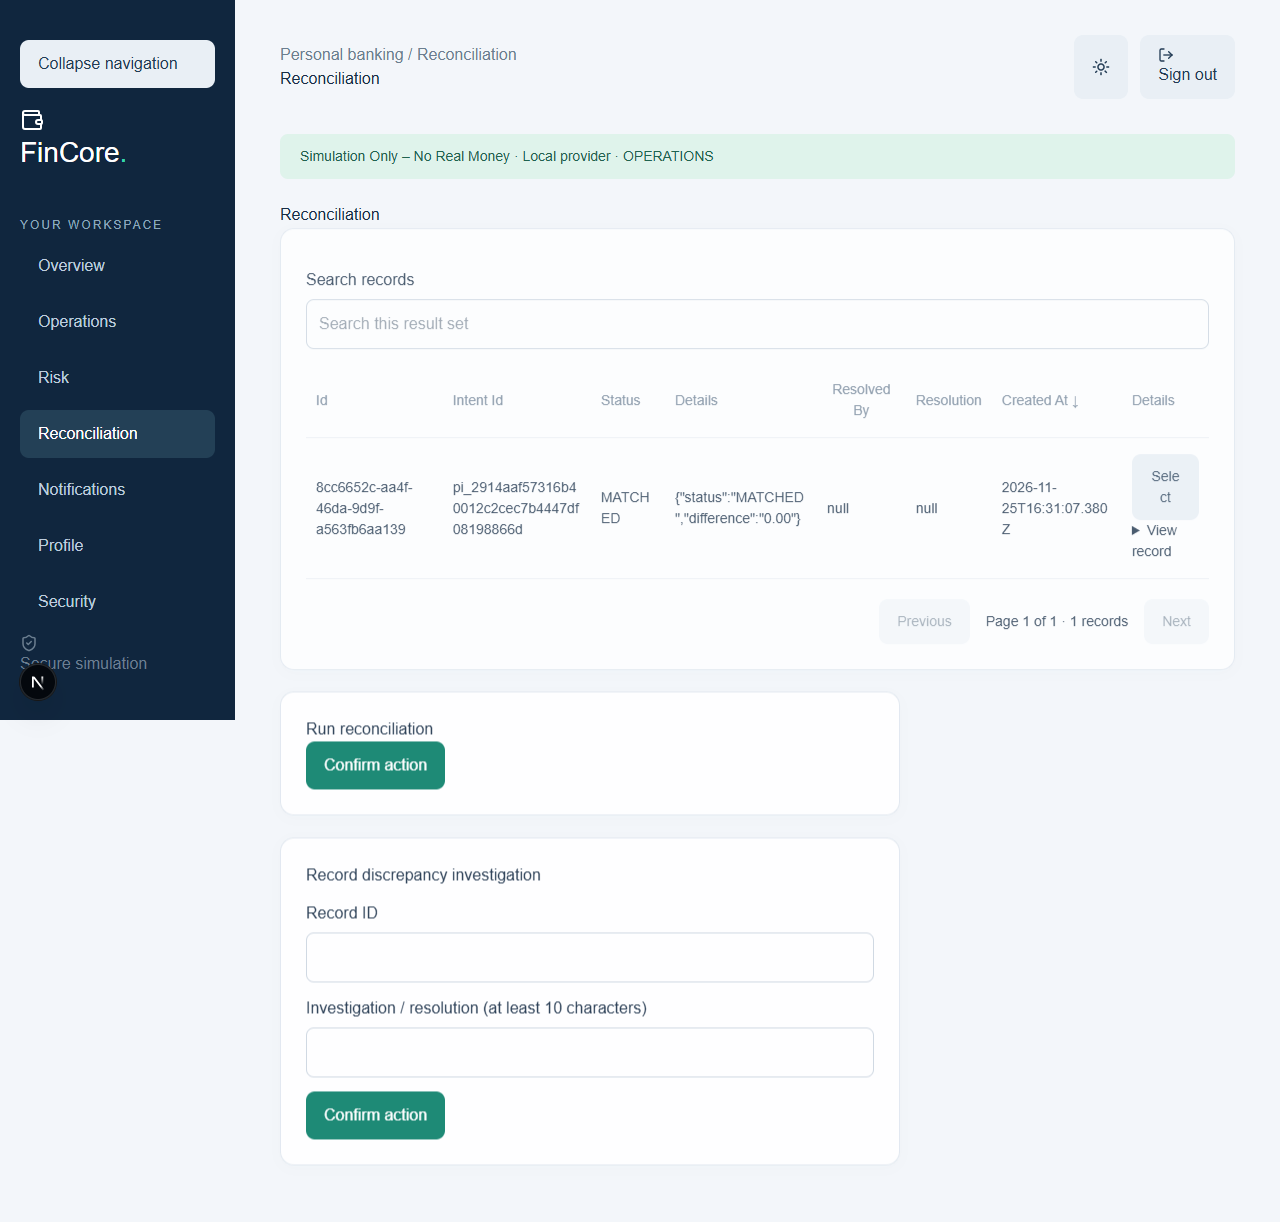 Collapse navigation
FinCore.
YOUR WORKSPACE
Overview
Operations
Risk
Reconciliation
Notifications
Profile
Security
Secure simulation
N
Personal banking / Reconciliation
Reconciliation
Sign out
Simulation Only – No Real Money · Local provider · OPERATIONS
Reconciliation
Search records
Search this result set
Id Intent Id Status Details Resolved By Resolution Created At ↓ Details
8cc6652c-aa4f-
46da-9d9f-
a563fb6aa139
pi_2914aaf57316b4
0012c2cec7b4447df
08198866d
MATCH
ED
{"status":"MATCHED
","difference":"0.00"}
null
null
2026-11-
25T16:31:07.380
Z
Sele
ct
View
record
Previous Page 1 of 1 · 1 records Next
Run reconciliation
Confirm action
Record discrepancy investigation
Record ID
Investigation / resolution (at least 10 characters)
Confirm action